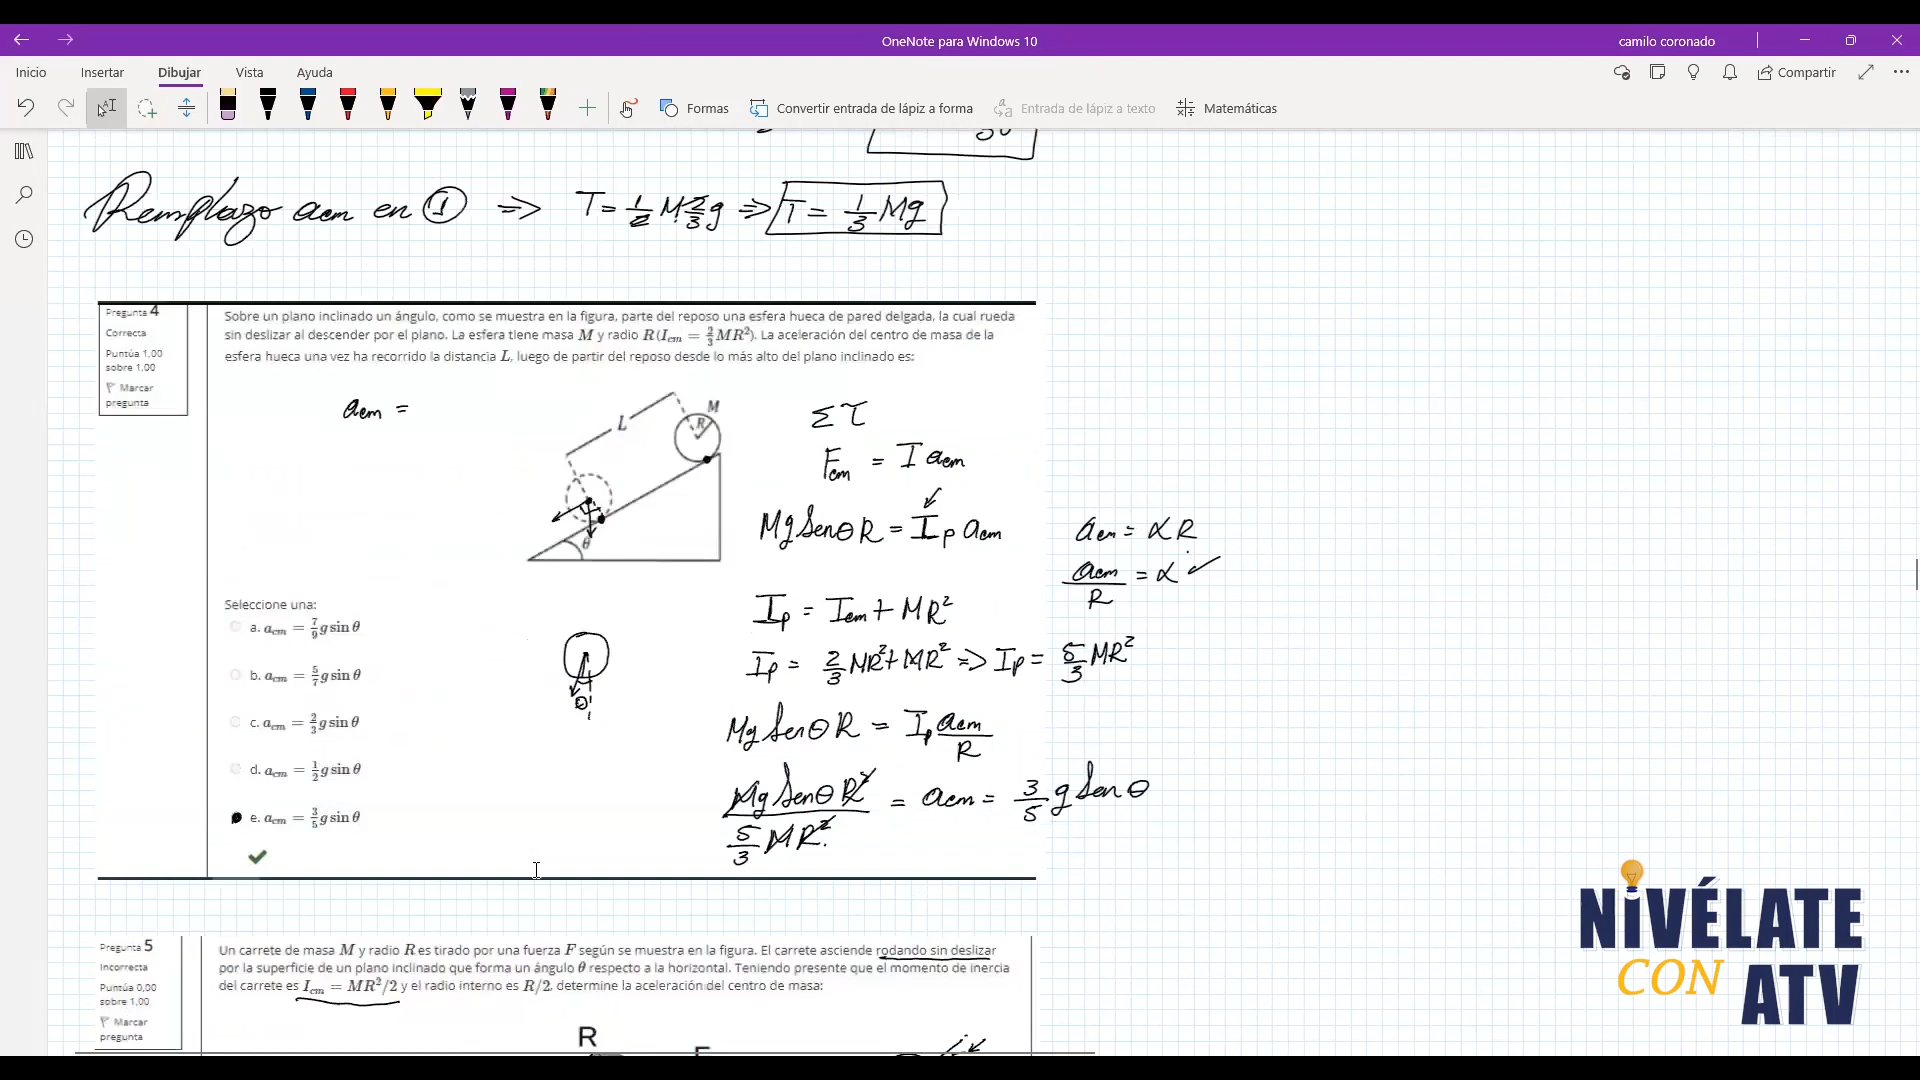 OneNote para Windows 10
camilo coronado
Inicio Insertar Dibujar Vista Ayuda
Compartir
Formas Convertir entrada de lápiz a forma Entrada de lápiz a texto Matemáticas
Remplazo acm en ① => T = 1/2 M 2/3 g => T = 1/3 Mg
Pregunta 4
Correcta
Puntúa 1,00
sobre 1,00
Marcar
pregunta
Sobre un plano inclinado un ángulo, como se muestra en la figura, parte del reposo una esfera hueca de pared delgada, la cual rueda
sin deslizar al descender por el plano. La esfera tiene masa M y radio R (I_cm = 2/3 MR²). La aceleración del centro de masa de la
esfera hueca una vez ha recorrido la distancia L, luego de partir del reposo desde lo más alto del plano inclinado es:
acm =
L
M
R
θ
Σ τ
Fcm = I acm
Mg Senθ R = Ip acm
acm = α R
acm/R = α ✓
Ip = Icm + MR²
Ip = 2/3 MR² + MR² => Ip = 5/3 MR²
θ
Mg Senθ R = Ip acm/R
Mg Senθ R² / 5/3 MR² = acm = 3/5 g Senθ
Seleccione una:
a. a_cm = 7/9 g sin θ
b. a_cm = 5/7 g sin θ
c. a_cm = 2/3 g sin θ
d. a_cm = 1/2 g sin θ
e. a_cm = 3/5 g sin θ
NIVÉLATE
CON
ATV
Pregunta 5
Incorrecta
Puntúa 0,00
sobre 1,00
Marcar
pregunta
Un carrete de masa M y radio R es tirado por una fuerza F según se muestra en la figura. El carrete asciende rodando sin deslizar
por la superficie de un plano inclinado que forma un ángulo θ respecto a la horizontal. Teniendo presente que el momento de inercia
del carrete es I_cm = MR²/2 y el radio interno es R/2, determine la aceleración del centro de masa:
R